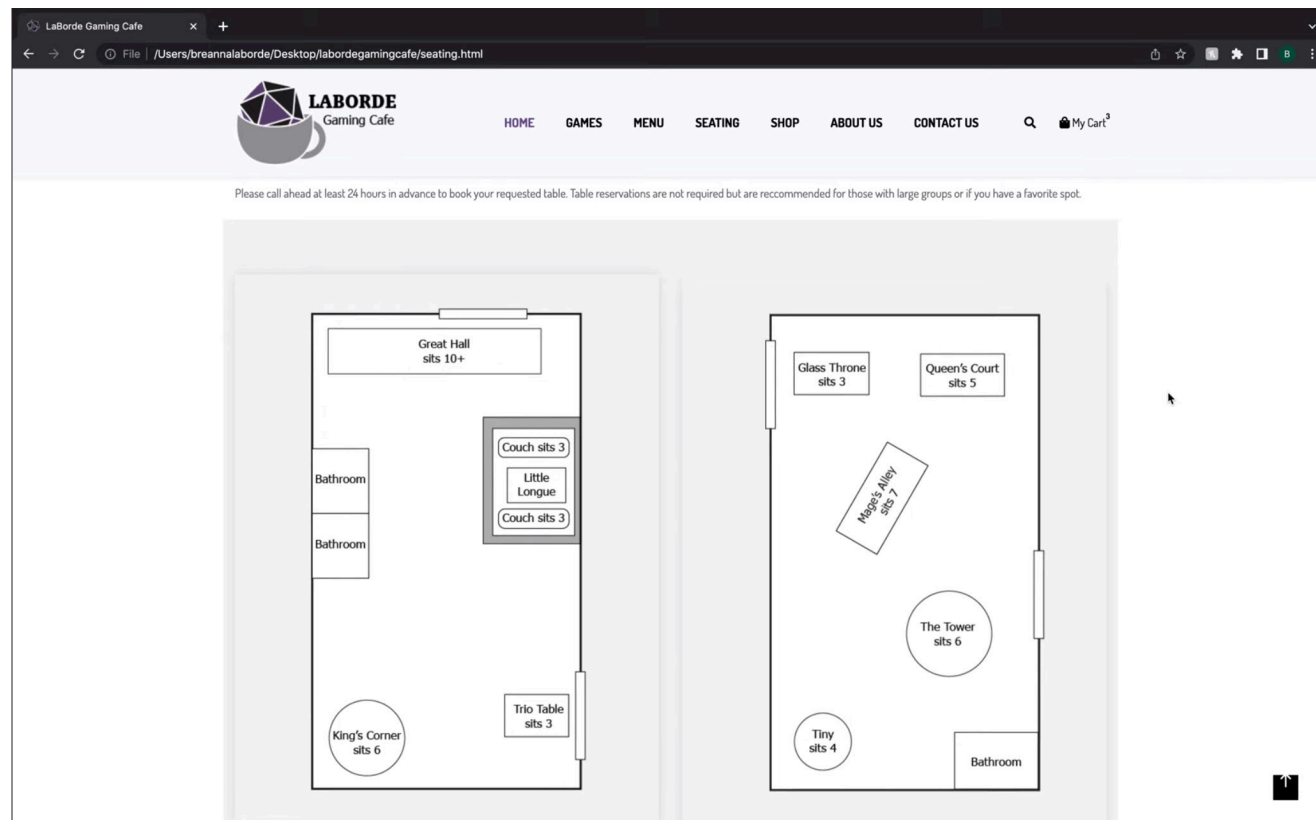 LaBorde Gaming Cafe
File
/Users/breannalaborde/Desktop/labordegamingcafe/seating.html
B
LABORDE
Gaming Cafe
HOME
GAMES
MENU
SEATING
SHOP
ABOUT US
CONTACT US
My Cart 3
Please call ahead at least 24 hours in advance to book your requested table. Table reservations are not required but are reccommended for those with large groups or if you have a favorite spot.
Great Hall
sits 10+
Couch sits 3
Little
Longue
Couch sits 3
Bathroom
Bathroom
Trio Table
sits 3
King's Corner
sits 6
Glass Throne
sits 3
Queen's Court
sits 5
Mage's Alley
sits 7
The Tower
sits 6
Tiny
sits 4
Bathroom